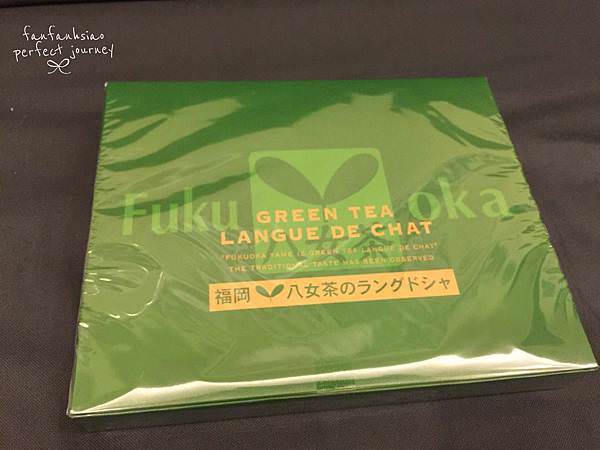 fanfanhsiao
perfect journey
Fuku oka
GREEN TEA
LANGUE DE CHAT
"FUKUOKA YAME IS GREEN TEA LANGUE DE CHAT"
THE TRADITIONAL TASTE HAS BEEN OBSERVED
福岡 八女茶のラングドシャ